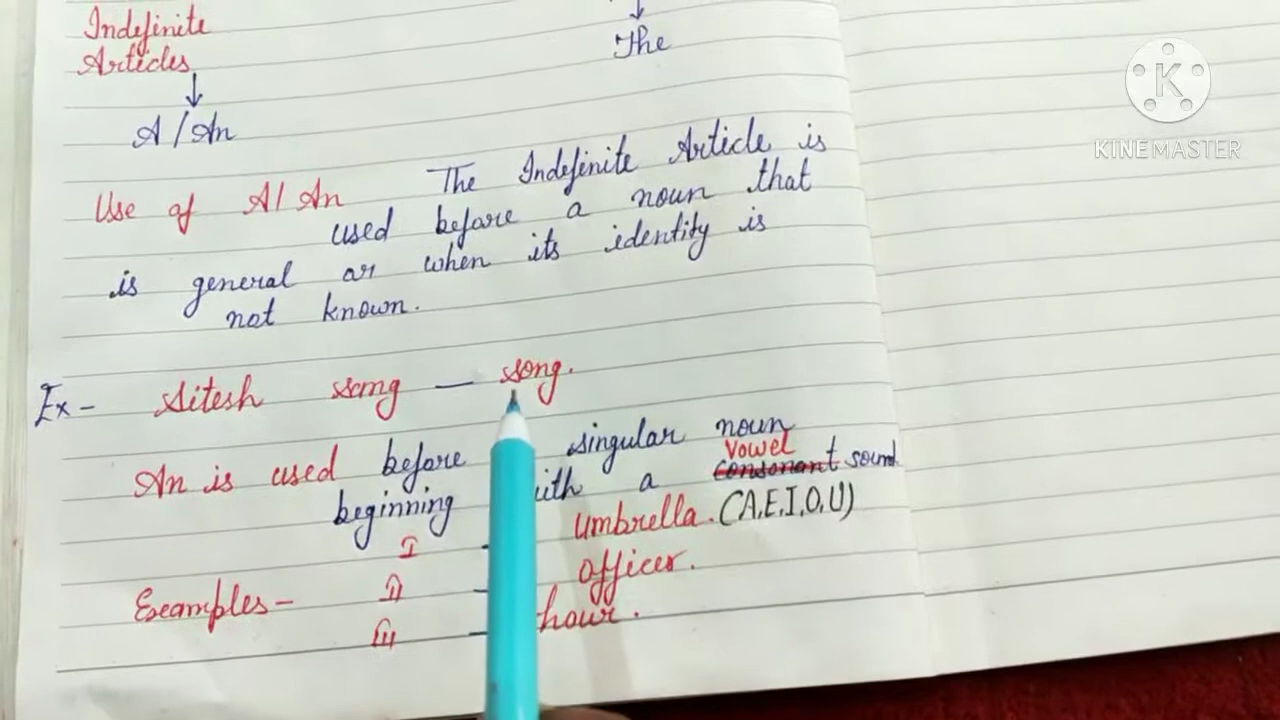 Indefinite
Articles
The
A/An
Use of A/An The Indefinite Article is
used before a noun that
is general or when its identity is
not known.
Ex- Sitesh song — song.
An is used before singular noun
beginning with a vowel consonant sound
(A,E,I,O,U)
Examples- I - umbrella.
II - officer.
III - hour.
K
KINEMASTER